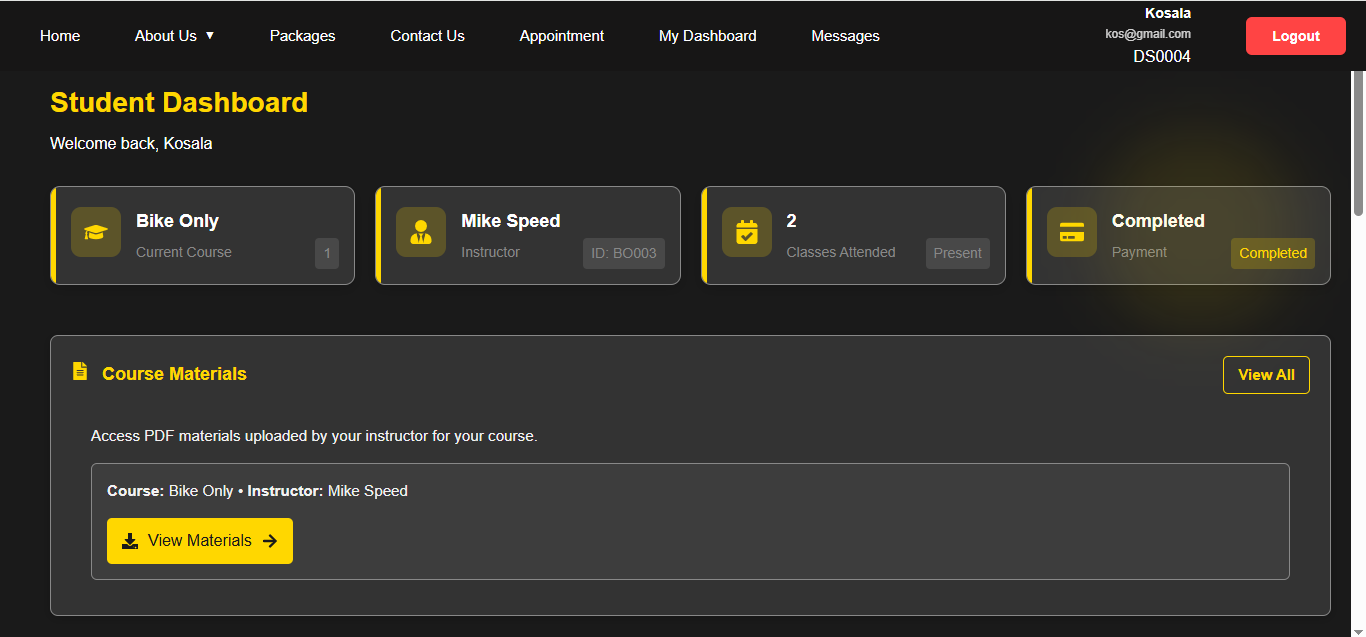 Home About Us ▼ Packages Contact Us Appointment My Dashboard Messages
Kosala
kos@gmail.com
DS0004
Logout
Student Dashboard
Welcome back, Kosala
Bike Only
Current Course
1
Mike Speed
Instructor
ID: BO003
2
Classes Attended
Present
Completed
Payment
Completed
Course Materials
View All
Access PDF materials uploaded by your instructor for your course.
Course: Bike Only • Instructor: Mike Speed
View Materials →